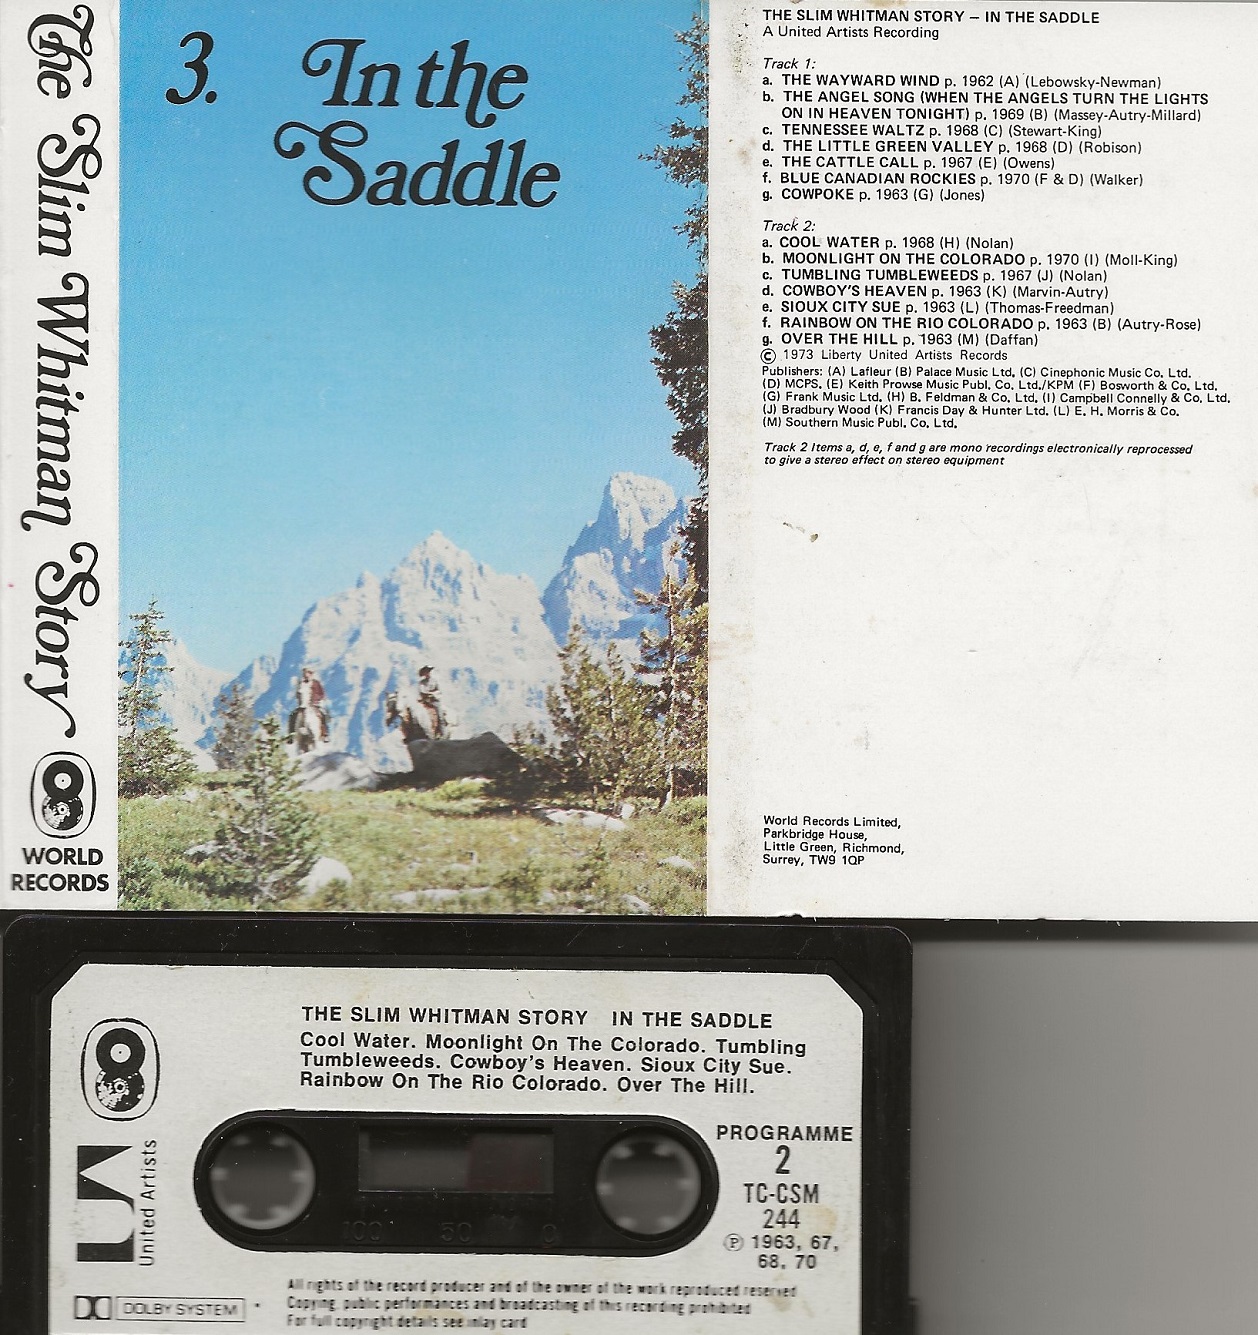 The Slim Whitman Story
WORLD
RECORDS
3.
In the
Saddle
THE SLIM WHITMAN STORY – IN THE SADDLE
A United Artists Recording
Track 1:
a. THE WAYWARD WIND p. 1962 (A) (Lebowsky-Newman)
b. THE ANGEL SONG (WHEN THE ANGELS TURN THE LIGHTS
ON IN HEAVEN TONIGHT) p. 1969 (B) (Massey-Autry-Millard)
c. TENNESSEE WALTZ p. 1968 (C) (Stewart-King)
d. THE LITTLE GREEN VALLEY p. 1968 (D) (Robison)
e. THE CATTLE CALL p. 1967 (E) (Owens)
f. BLUE CANADIAN ROCKIES p. 1970 (F & D) (Walker)
g. COWPOKE p. 1963 (G) (Jones)
Track 2:
a. COOL WATER p. 1968 (H) (Nolan)
b. MOONLIGHT ON THE COLORADO p. 1970 (I) (Moll-King)
c. TUMBLING TUMBLEWEEDS p. 1967 (J) (Nolan)
d. COWBOY'S HEAVEN p. 1963 (K) (Marvin-Autry)
e. SIOUX CITY SUE p. 1963 (L) (Thomas-Freedman)
f. RAINBOW ON THE RIO COLORADO p. 1963 (B) (Autry-Rose)
g. OVER THE HILL p. 1963 (M) (Daffan)
© 1973 Liberty United Artists Records
Publishers: (A) Lafleur (B) Palace Music Ltd. (C) Cinephonic Music Co. Ltd.
(D) MCPS. (E) Keith Prowse Music Publ. Co. Ltd./KPM (F) Bosworth & Co. Ltd.
(G) Frank Music Ltd. (H) B. Feldman & Co. Ltd. (I) Campbell Connelly & Co. Ltd.
(J) Bradbury Wood (K) Francis Day & Hunter Ltd. (L) E. H. Morris & Co.
(M) Southern Music Publ. Co. Ltd.
Track 2 Items a, d, e, f and g are mono recordings electronically reprocessed
to give a stereo effect on stereo equipment
World Records Limited,
Parkbridge House,
Little Green, Richmond,
Surrey, TW9 1QP
THE SLIM WHITMAN STORY IN THE SADDLE
Cool Water. Moonlight On The Colorado. Tumbling
Tumbleweeds. Cowboy's Heaven. Sioux City Sue.
Rainbow On The Rio Colorado. Over The Hill.
United Artists
PROGRAMME
2
TC-CSM
244
℗ 1963, 67,
68, 70
100 50 0
DOLBY SYSTEM
All rights of the record producer and of the owner of the work reproduced reserved
Copying, public performances and broadcasting of this recording prohibited
For full copyright details see inlay card